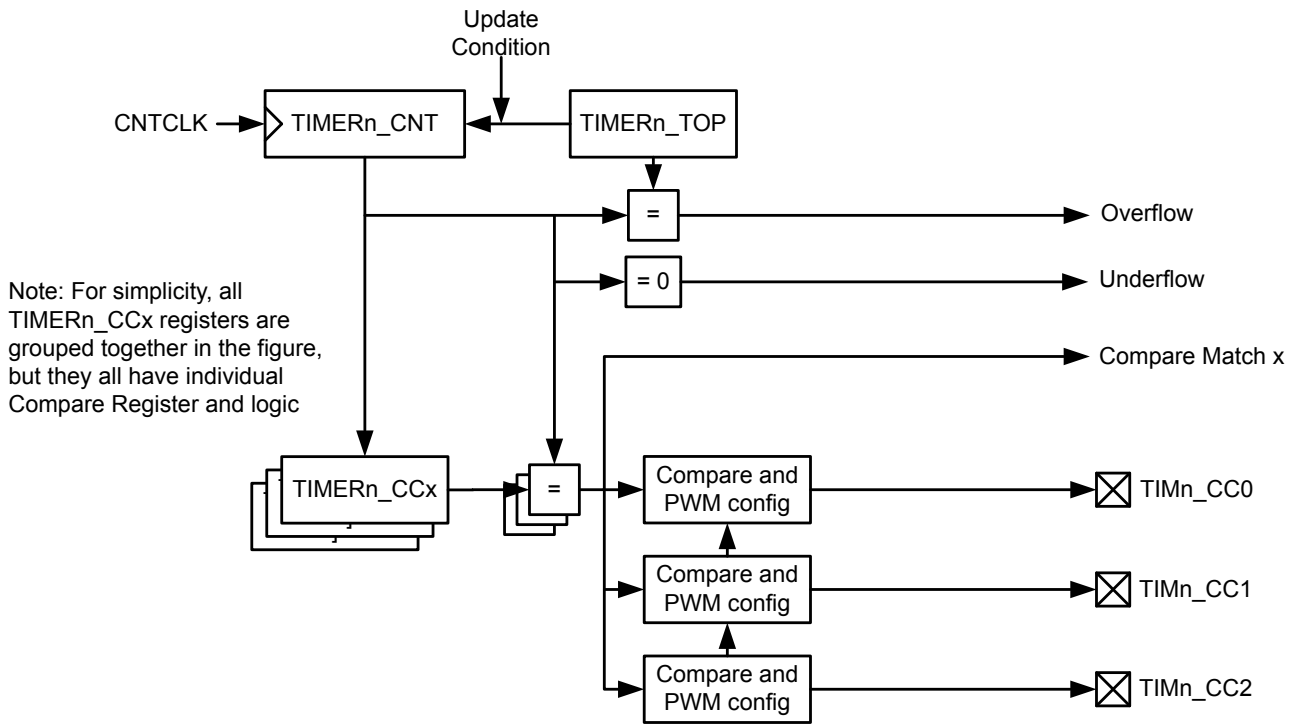 Update
Condition
CNTCLK
TIMERn_CNT
TIMERn_TOP
=
Overflow
= 0
Underflow
Note: For simplicity, all
TIMERn_CCx registers are
grouped together in the figure,
but they all have individual
Compare Register and logic
Compare Match x
TIMERn_CCx
=
Compare and
PWM config
TIMn_CC0
Compare and
PWM config
TIMn_CC1
Compare and
PWM config
TIMn_CC2